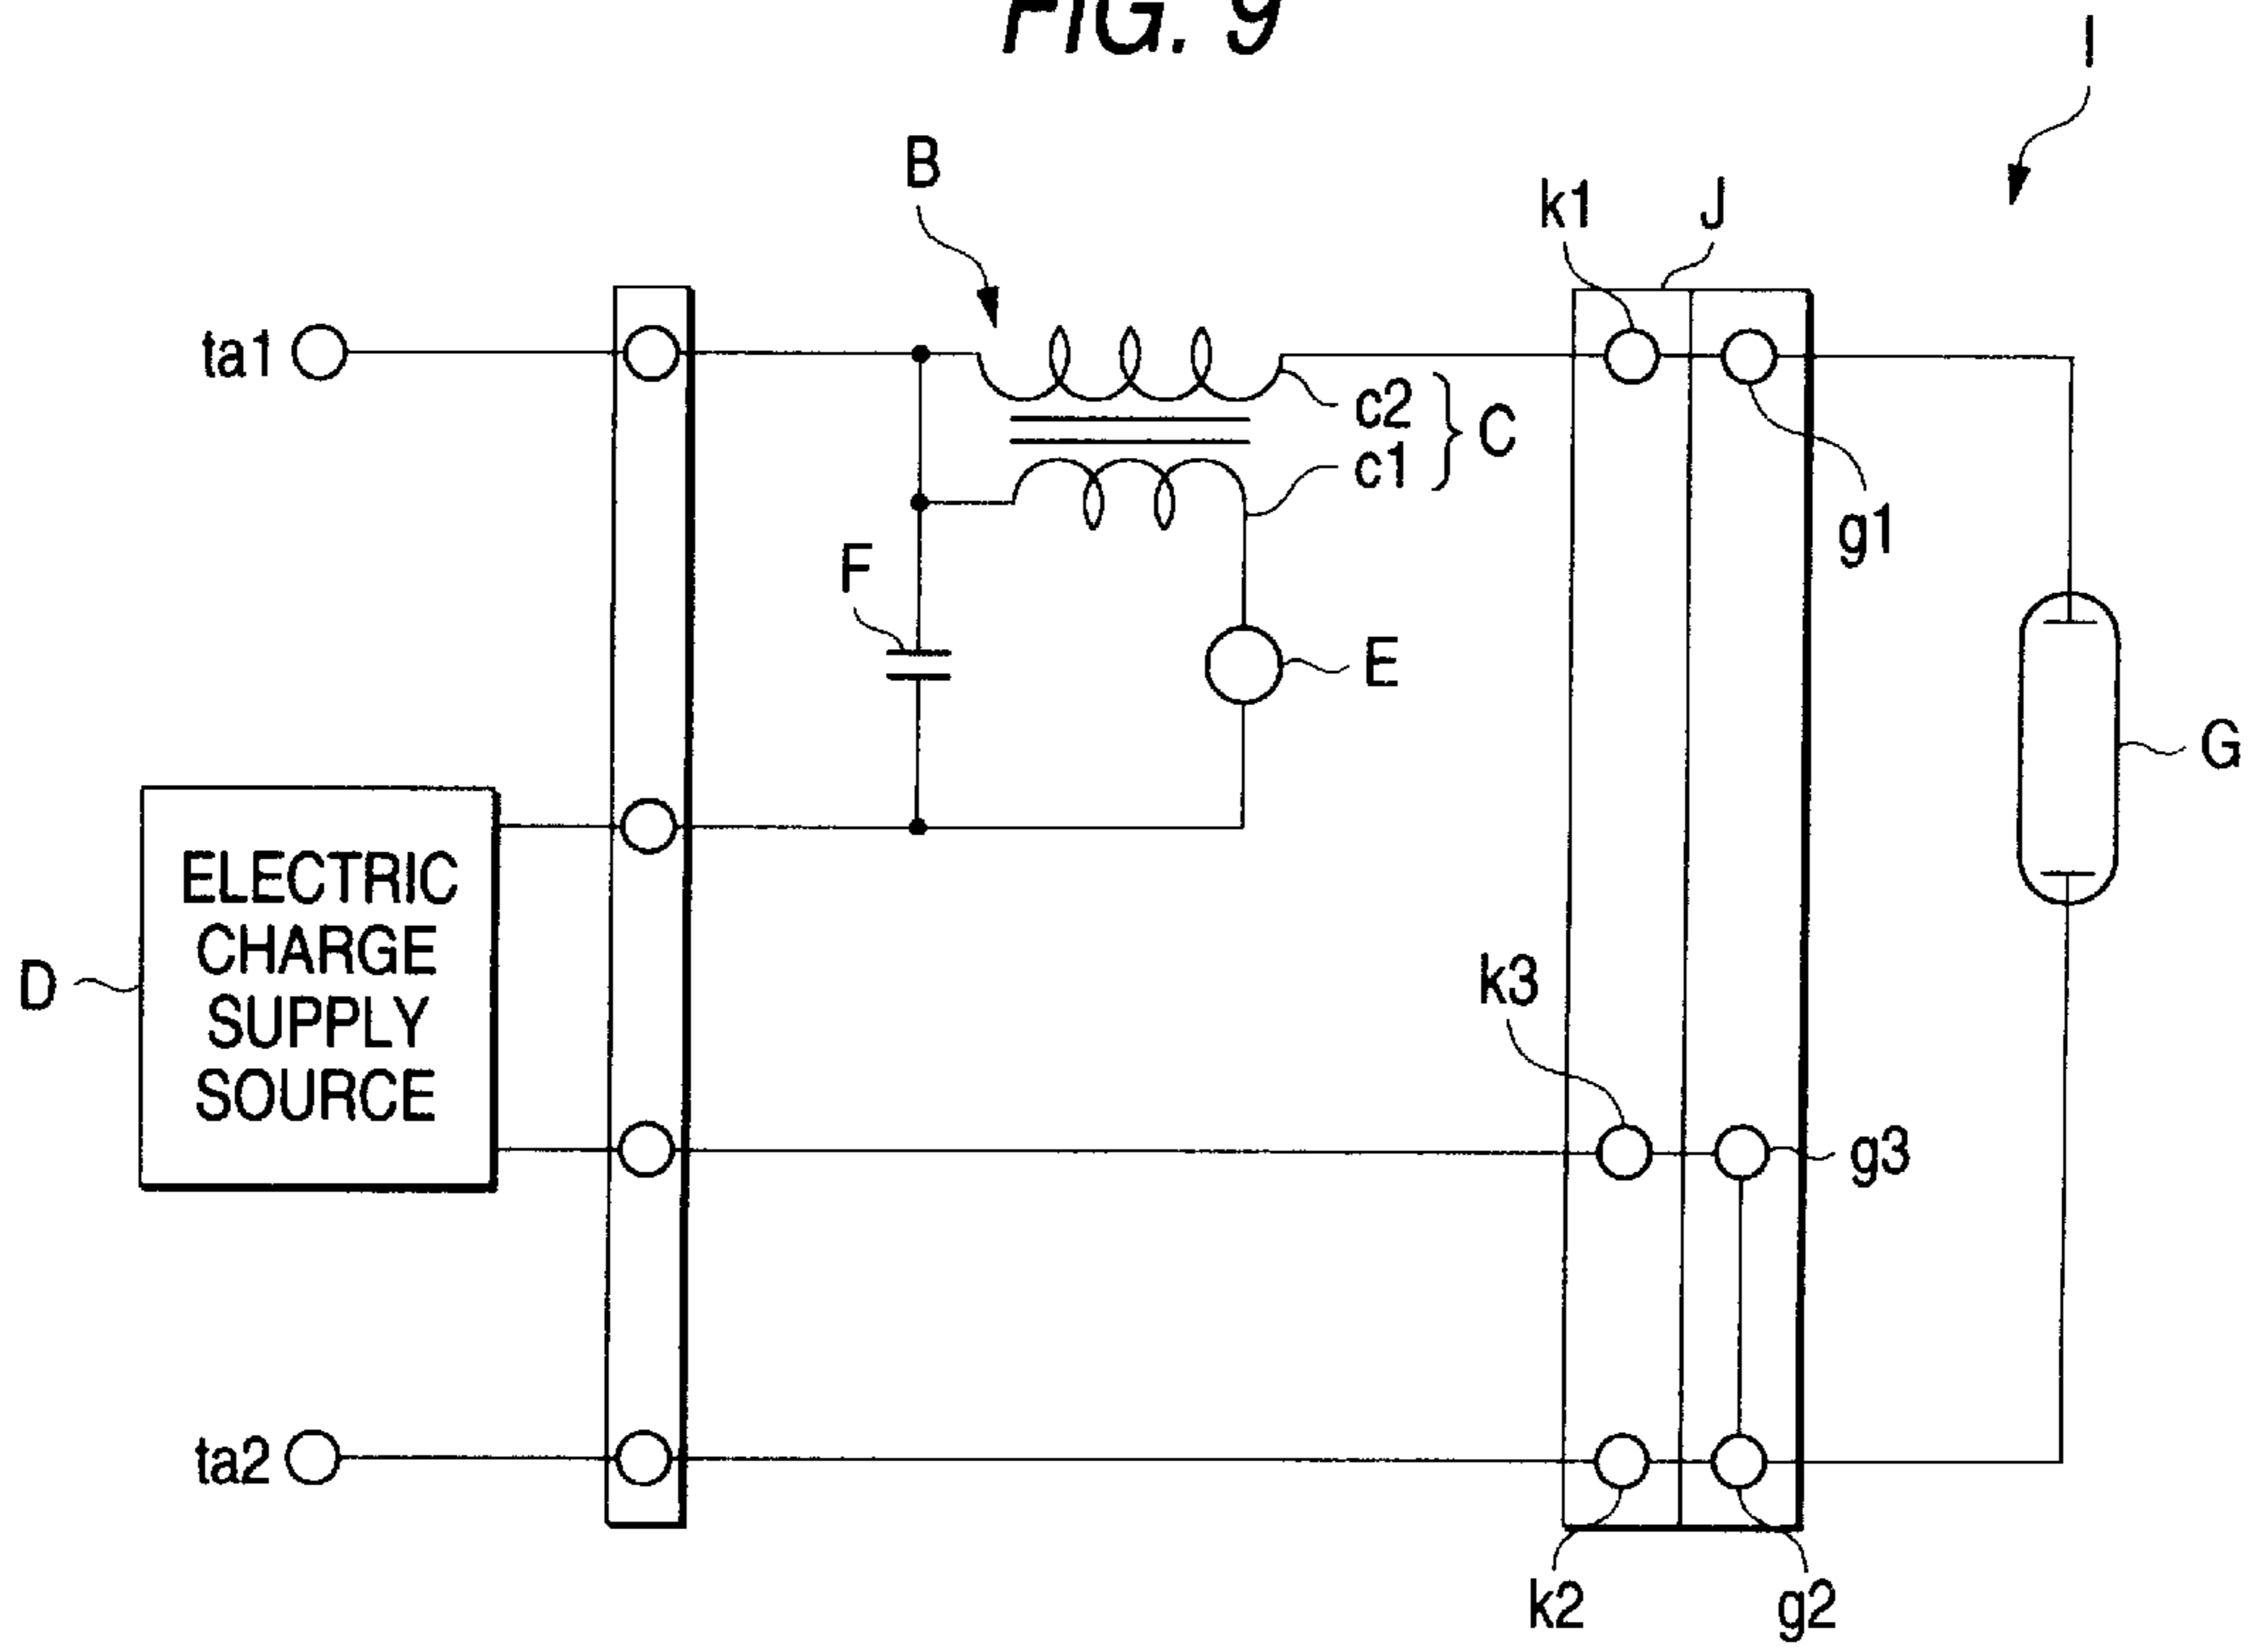 FIG. 9
I
B
k1
J
ta1
c2
C
c1
g1
F
E
G
ELECTRIC
CHARGE
SUPPLY
SOURCE
D
k3
g3
ta2
k2
g2